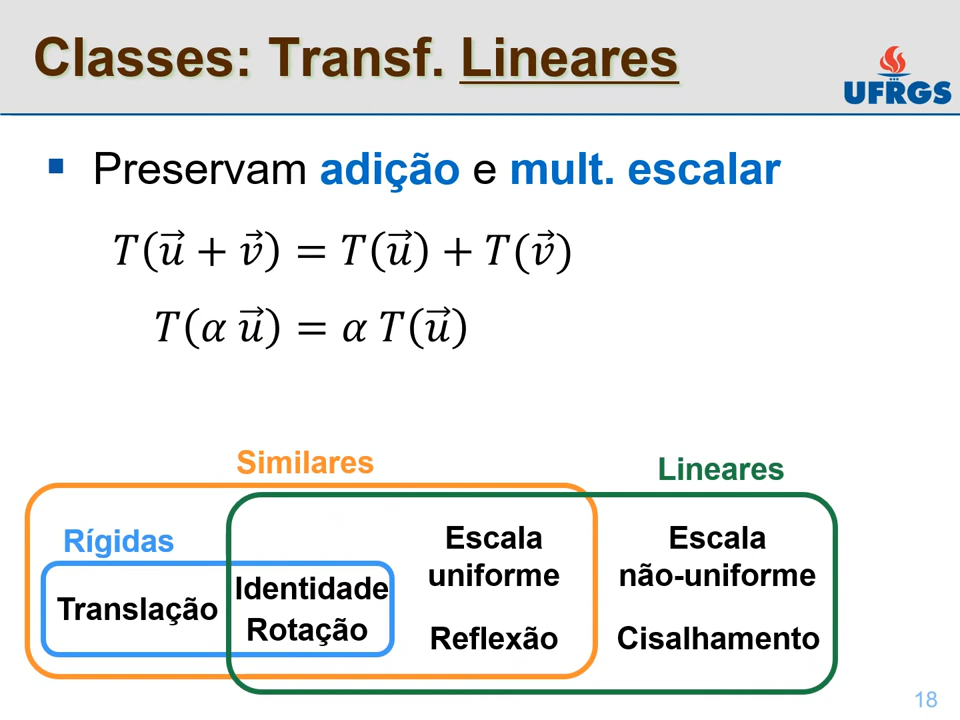 Classes: Transf. Lineares
UFRGS
▪ Preservam adição e mult. escalar
𝑇(𝑢⃗ + 𝑣⃗) = 𝑇(𝑢⃗) + 𝑇(𝑣⃗)
𝑇(𝛼 𝑢⃗) = 𝛼 𝑇(𝑢⃗)
Similares
Lineares
Rígidas
Translação
Identidade
Rotação
Escala
uniforme
Reflexão
Escala
não-uniforme
Cisalhamento
18